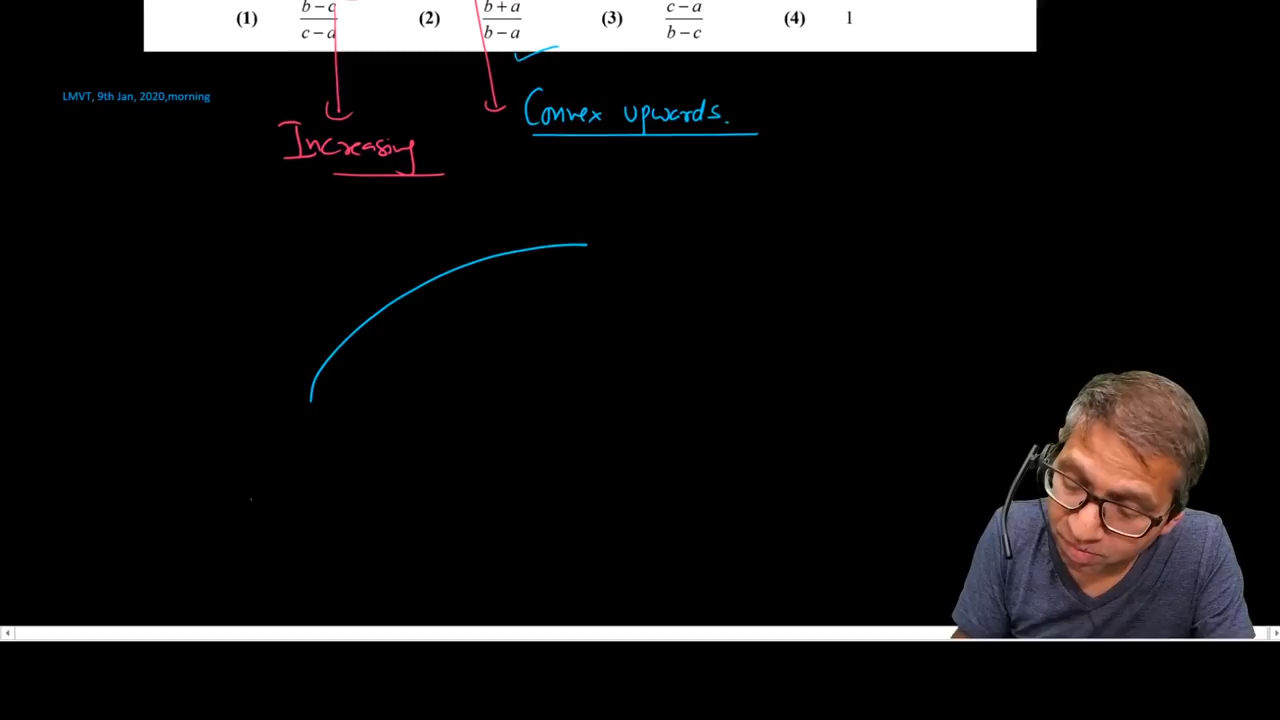 (1) b – c / c – a (2) b + a / b – a (3) c – a / b – c (4) 1
LMVT, 9th Jan, 2020,morning
Convex upwards.
Increasing